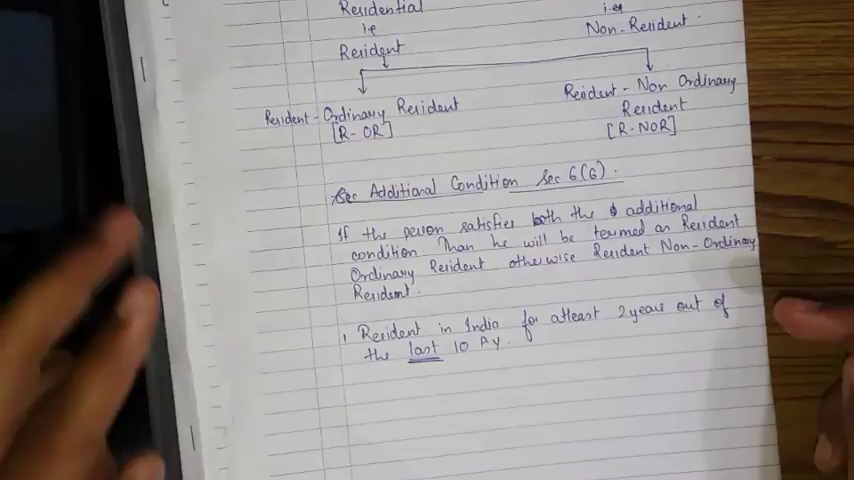 Residential
i.e
i.e
Non-Resident
Resident
Resident - Ordinary Resident
[R-OR]
Resident - Non Ordinary
Resident
[R-NOR]
Additional Condition Sec 6(6).
If the person satisfies both the additional
condition Than he will be termed as Resident
Ordinary Resident otherwise Resident Non-Ordinary
Resident.
1 Resident in India for atleast 2 years out of
the last 10 Py.